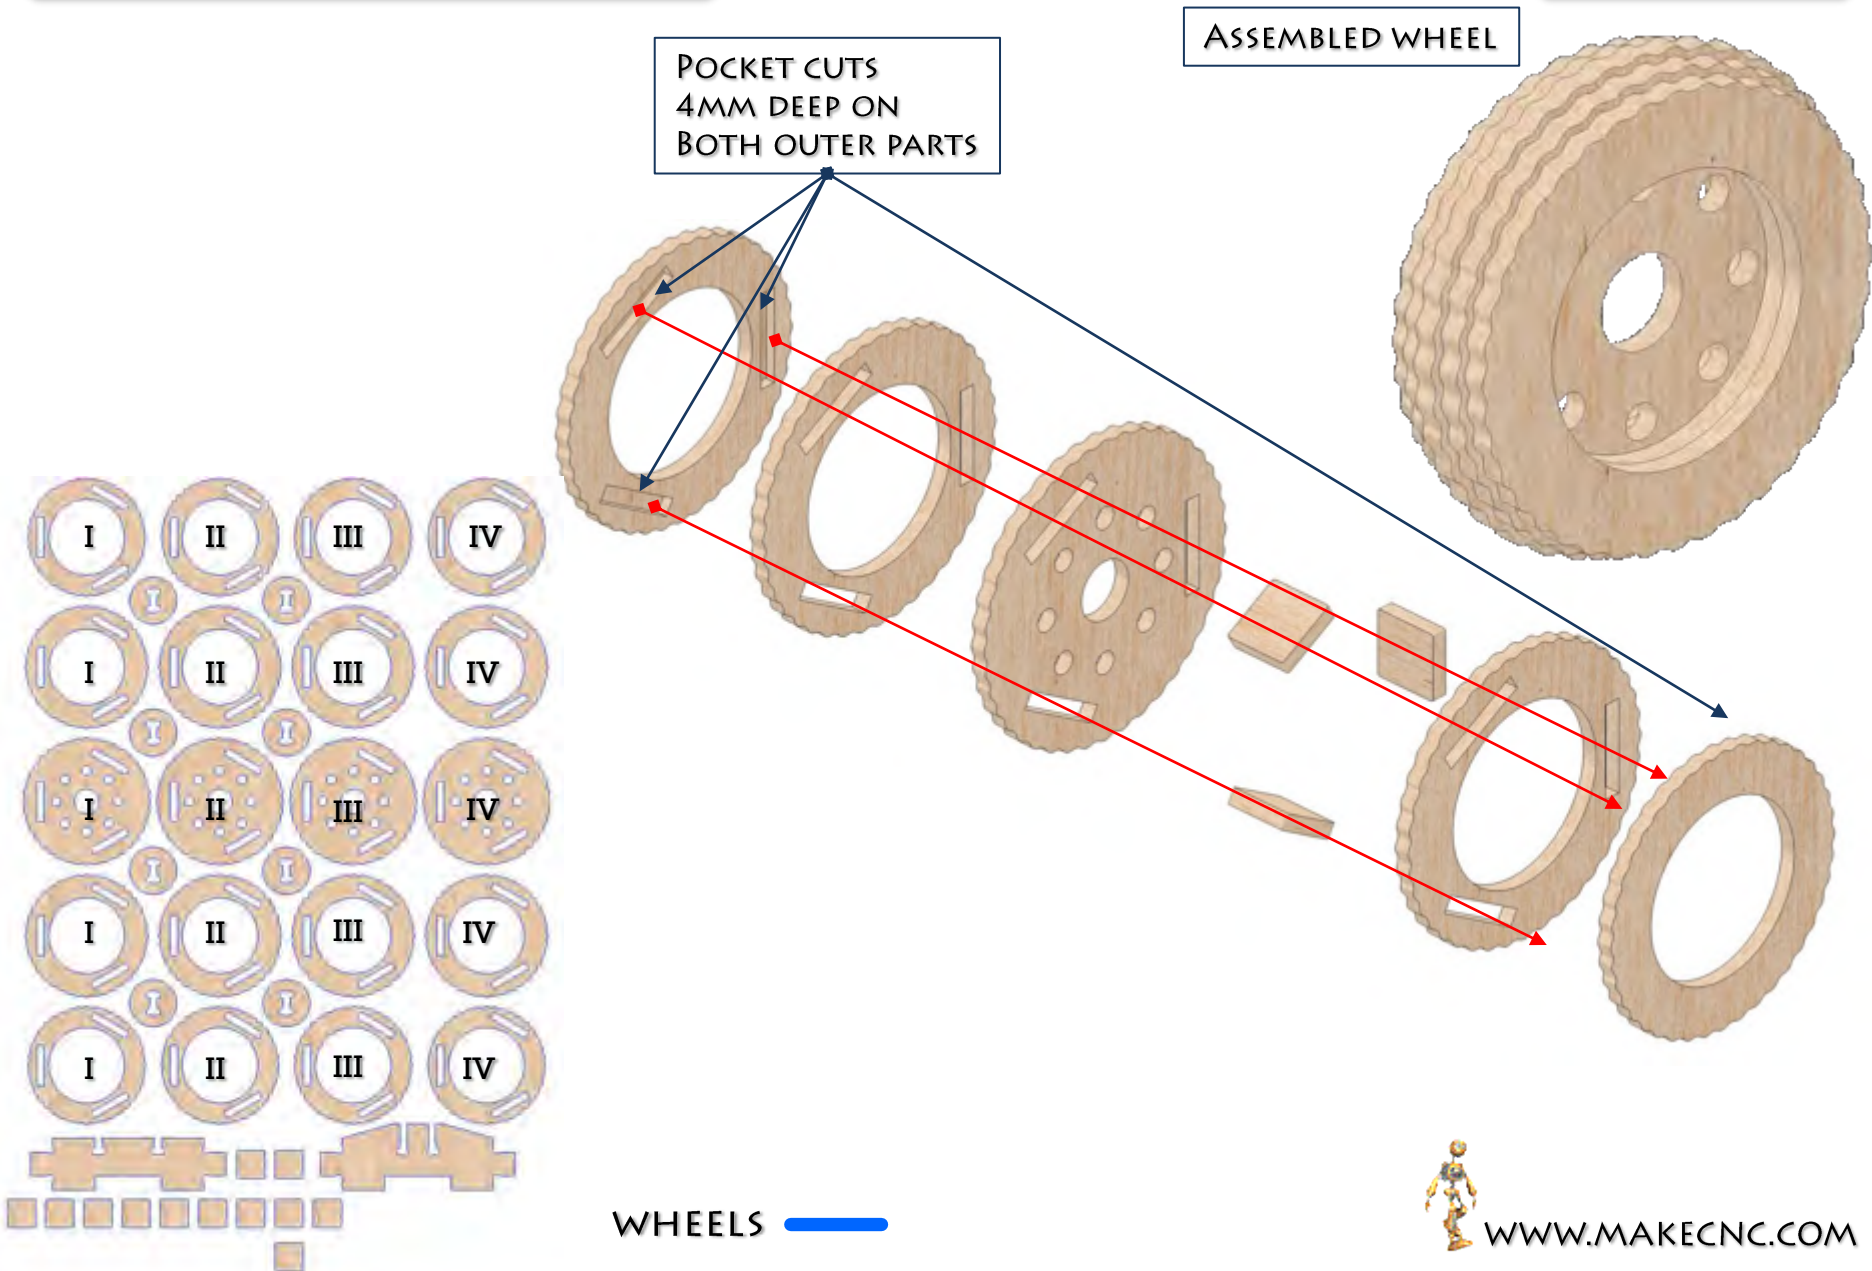 ASSEMBLED WHEEL
POCKET CUTS
4MM DEEP ON
BOTH OUTER PARTS
I II III IV
I I
I II III IV
I I
I II III IV
I I
I II III IV
I I
I II III IV
WHEELS
WWW.MAKECNC.COM